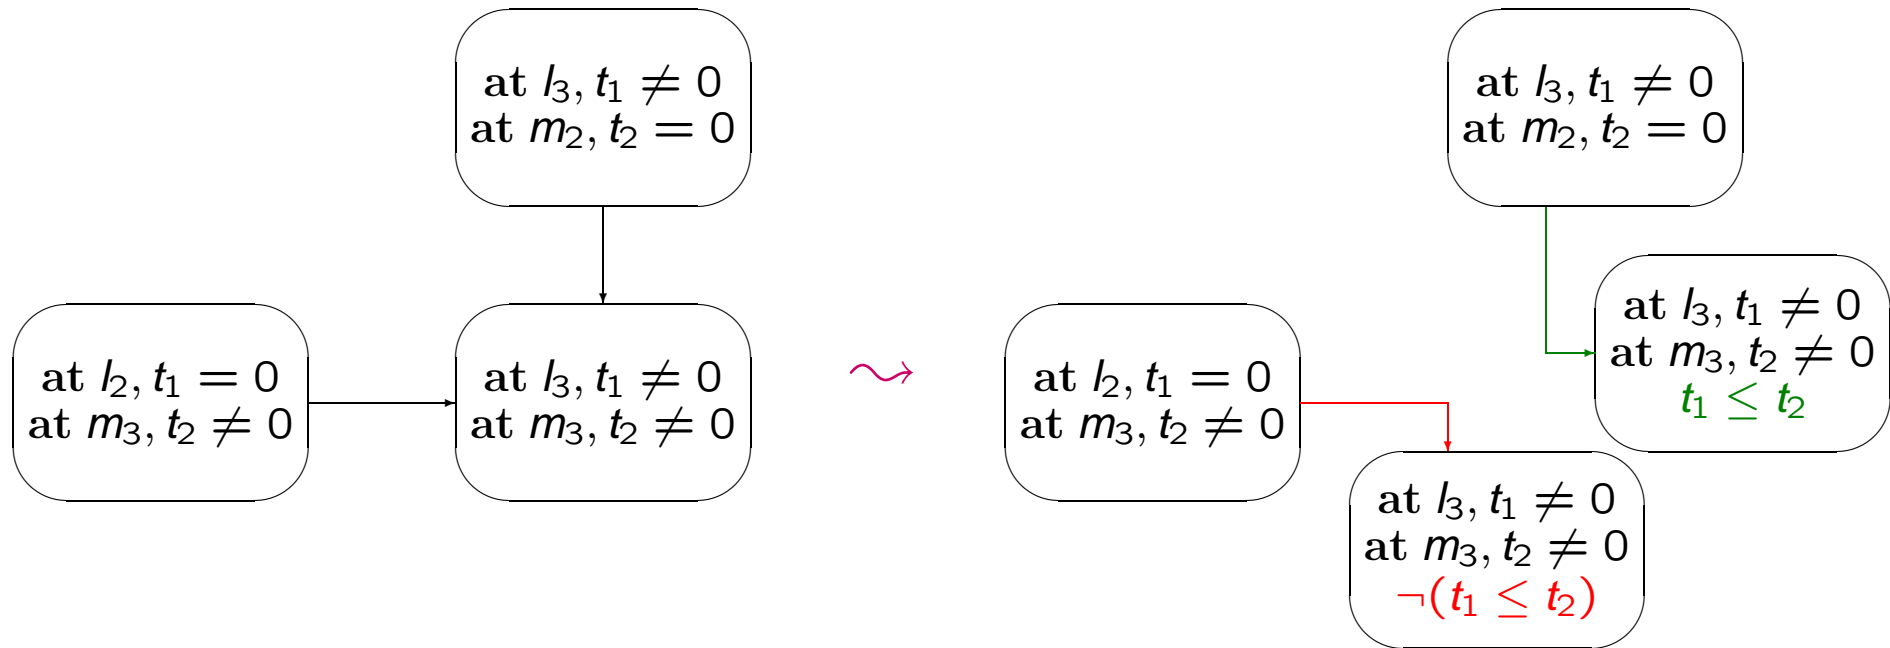 at l₃, t₁ ≠ 0
at m₂, t₂ = 0
at l₂, t₁ = 0
at m₃, t₂ ≠ 0
at l₃, t₁ ≠ 0
at m₃, t₂ ≠ 0
⇝
at l₃, t₁ ≠ 0
at m₂, t₂ = 0
at l₃, t₁ ≠ 0
at m₃, t₂ ≠ 0
t₁ ≤ t₂
at l₂, t₁ = 0
at m₃, t₂ ≠ 0
at l₃, t₁ ≠ 0
at m₃, t₂ ≠ 0
¬(t₁ ≤ t₂)